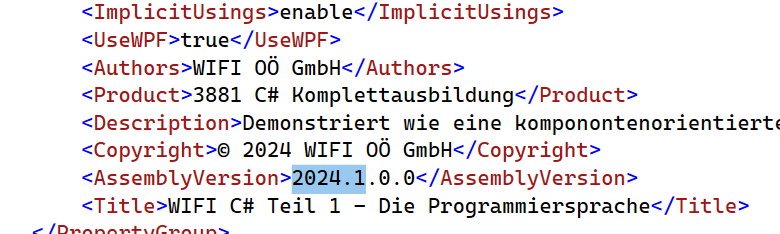 <ImplicitUsings>enable</ImplicitUsings>
<UseWPF>true</UseWPF>
<Authors>WIFI OÖ GmbH</Authors>
<Product>3881 C# Komplettausbildung</Product>
<Description>Demonstriert wie eine komponontenorientierte
<Copyright>© 2024 WIFI OÖ GmbH</Copyright>
<AssemblyVersion>2024.1.0.0</AssemblyVersion>
<Title>WIFI C# Teil 1 - Die Programmiersprache</Title>
</PropertyGroup>